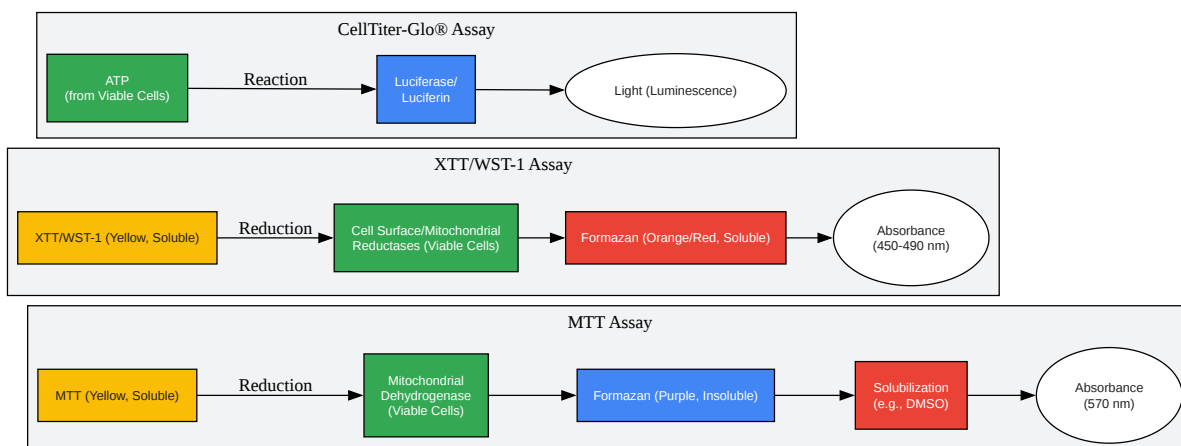 CellTiter-Glo® Assay
ATP
(from Viable Cells)
Reaction
Luciferase/
Luciferin
Light (Luminescence)
XTT/WST-1 Assay
XTT/WST-1 (Yellow, Soluble)
Reduction
Cell Surface/Mitochondrial
Reductases (Viable Cells)
Formazan (Orange/Red, Soluble)
Absorbance
(450-490 nm)
MTT Assay
MTT (Yellow, Soluble)
Reduction
Mitochondrial
Dehydrogenase
(Viable Cells)
Formazan (Purple, Insoluble)
Solubilization
(e.g., DMSO)
Absorbance
(570 nm)